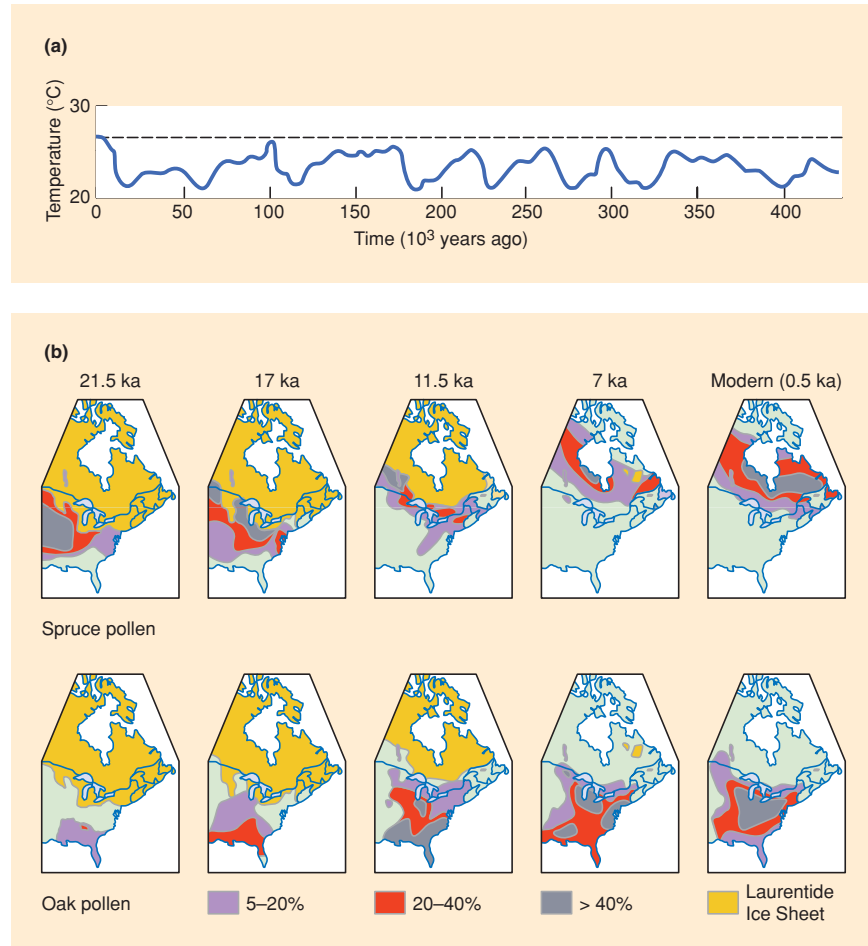 (a)
Temperature (°C)
30
20
0 50 100 150 200 250 300 350 400
Time (10³ years ago)
(b)
21.5 ka 17 ka 11.5 ka 7 ka Modern (0.5 ka)
Spruce pollen
Oak pollen
5–20%
20–40%
> 40%
Laurentide
Ice Sheet